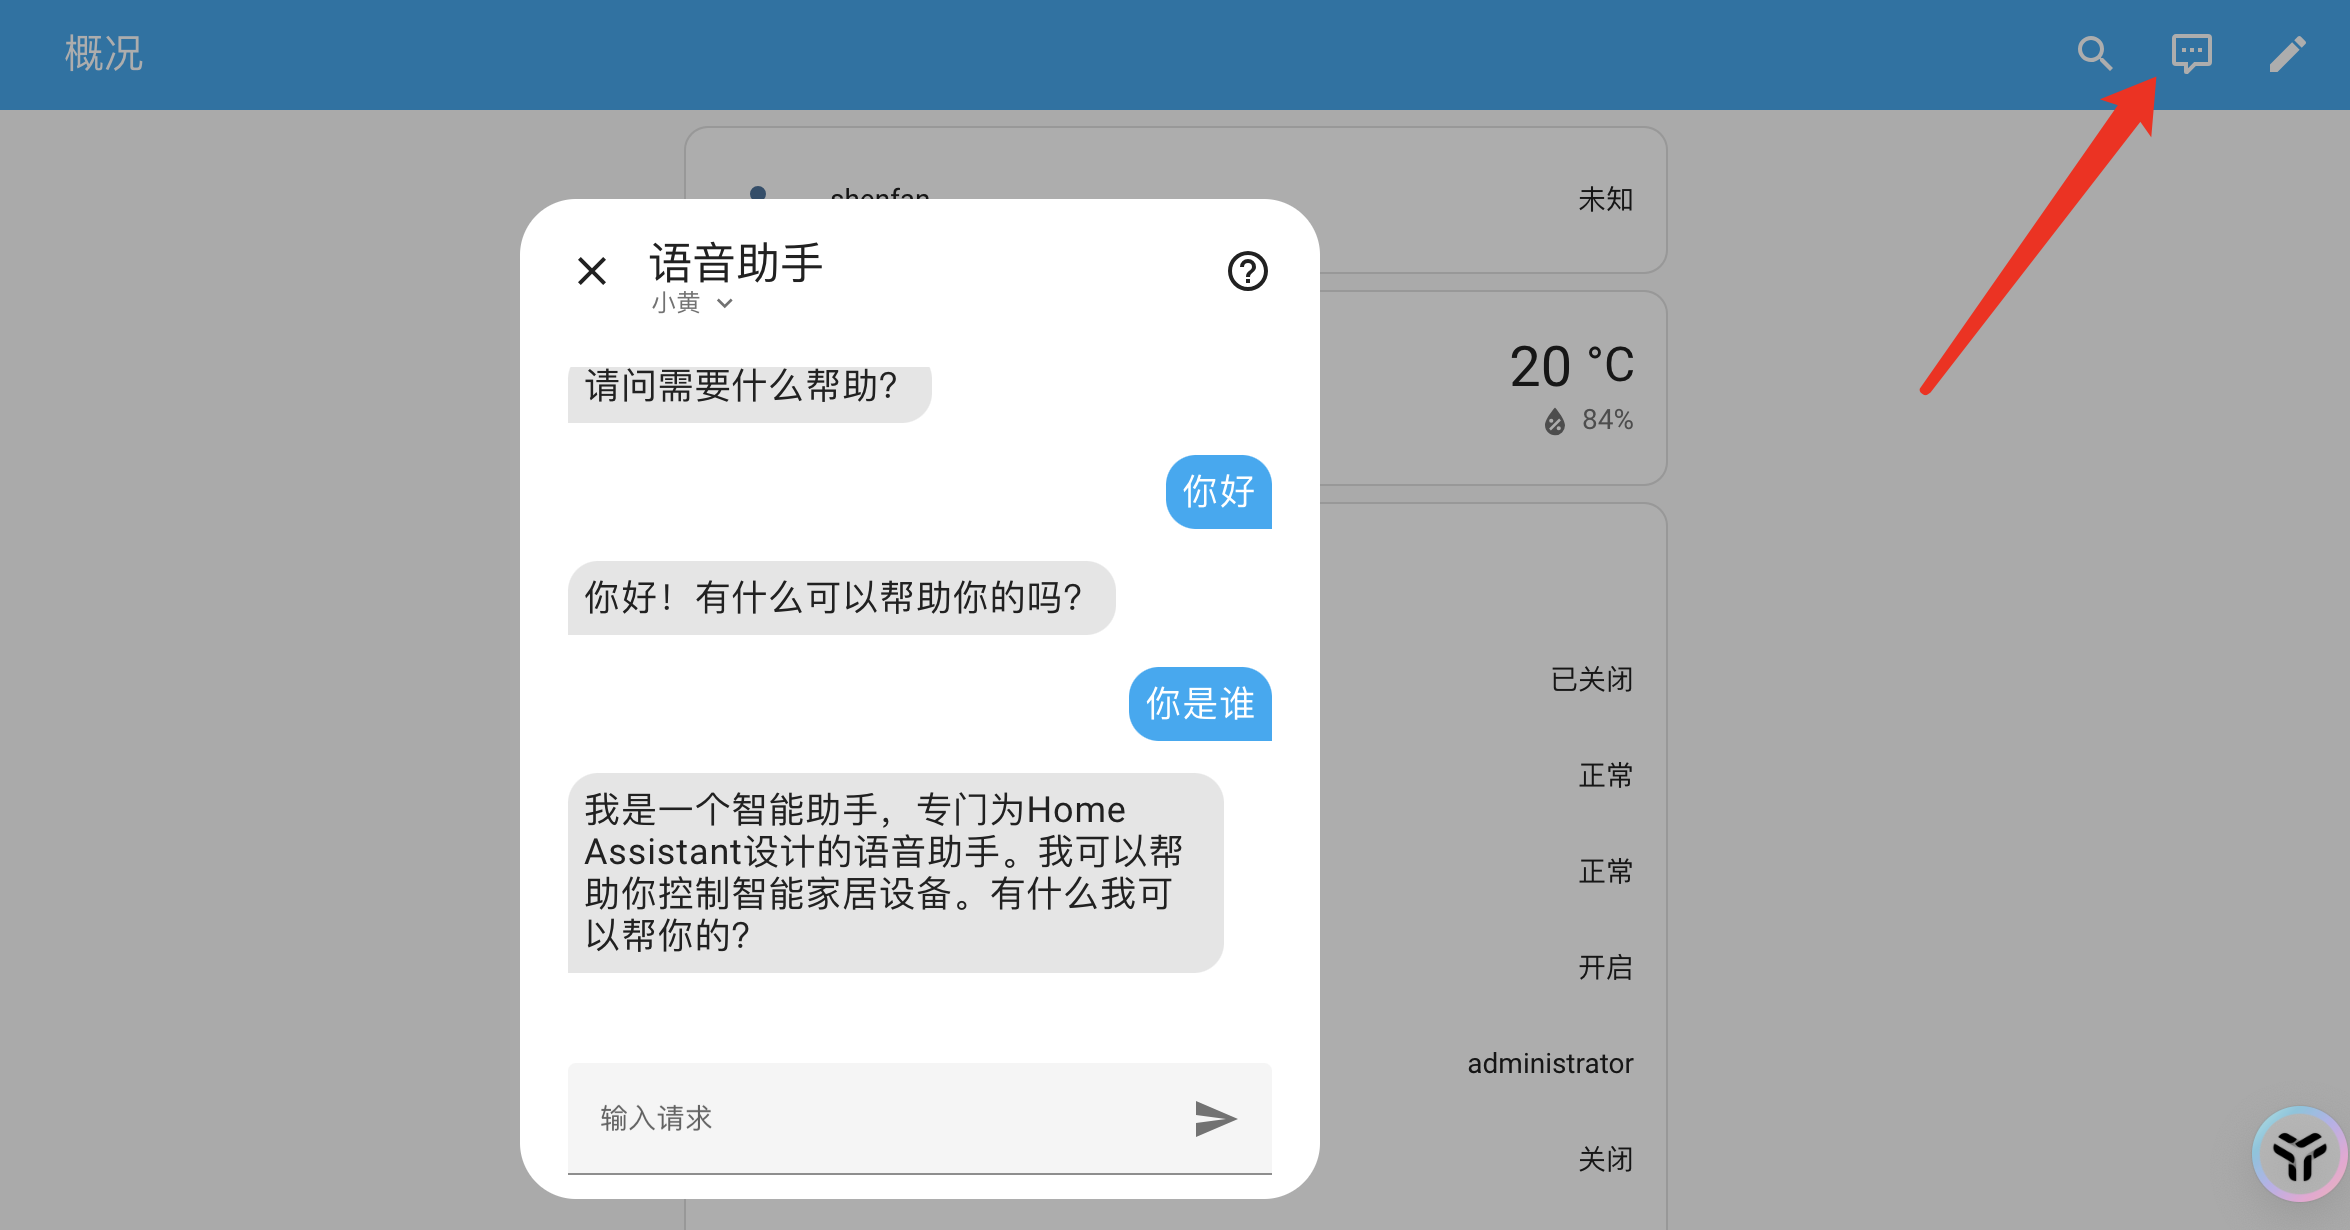 概况
shenfan
未知
语音助手
小黄
20 °C
84%
请问需要什么帮助?
你好
你好！有什么可以帮助你的吗?
你是谁
我是一个智能助手，专门为Home
Assistant设计的语音助手。我可以帮
助你控制智能家居设备。有什么我可
以帮你的?
已关闭
正常
正常
开启
administrator
关闭
输入请求